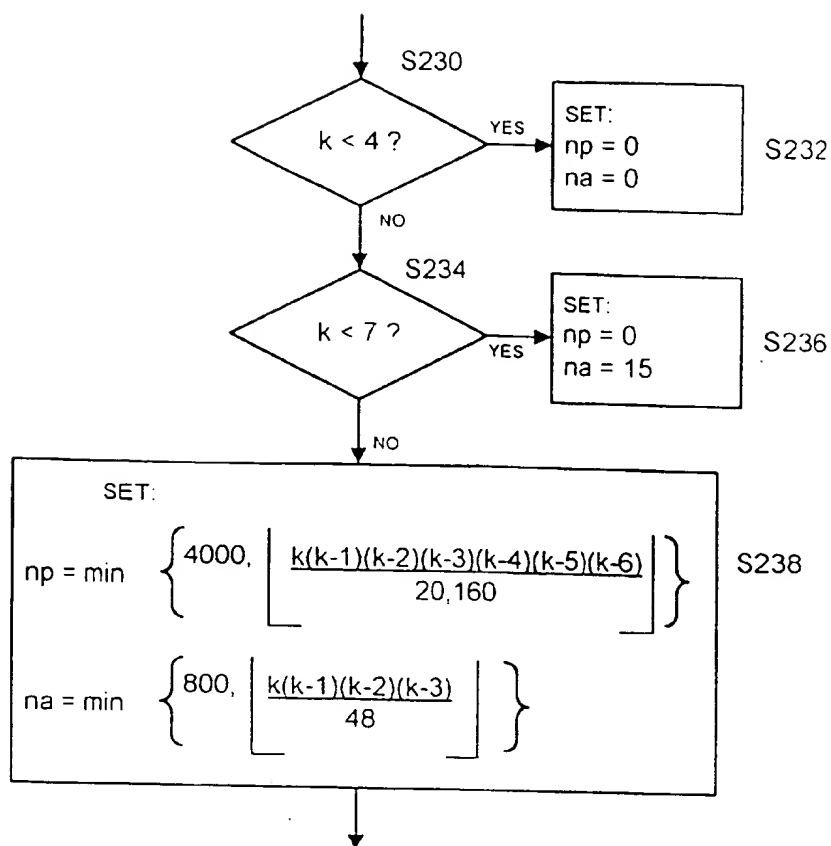 S230
k < 4 ?
YES
SET:
np = 0
na = 0
S232
NO
S234
k < 7 ?
YES
SET:
np = 0
na = 15
S236
NO
SET:
np = min { 4000, ⌊ k(k-1)(k-2)(k-3)(k-4)(k-5)(k-6) / 20,160 ⌋ }
S238
na = min { 800, ⌊ k(k-1)(k-2)(k-3) / 48 ⌋ }